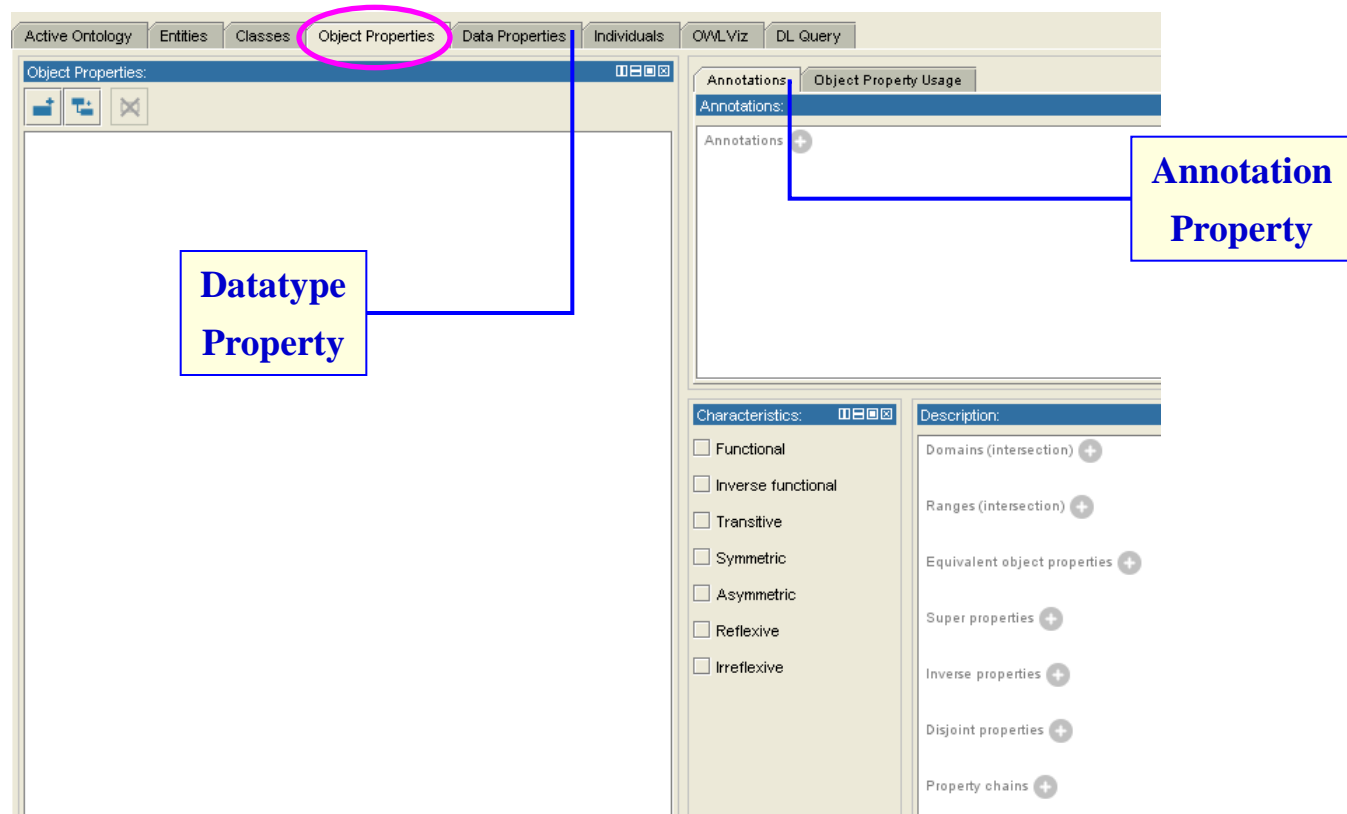 Active Ontology Entities Classes Object Properties Data Properties Individuals OWLViz DL Query
Object Properties:
Annotations Object Property Usage
Annotations:
Annotations
Annotation
Property
Datatype
Property
Characteristics:
Functional
Inverse functional
Transitive
Symmetric
Asymmetric
Reflexive
Irreflexive
Description:
Domains (intersection)
Ranges (intersection)
Equivalent object properties
Super properties
Inverse properties
Disjoint properties
Property chains